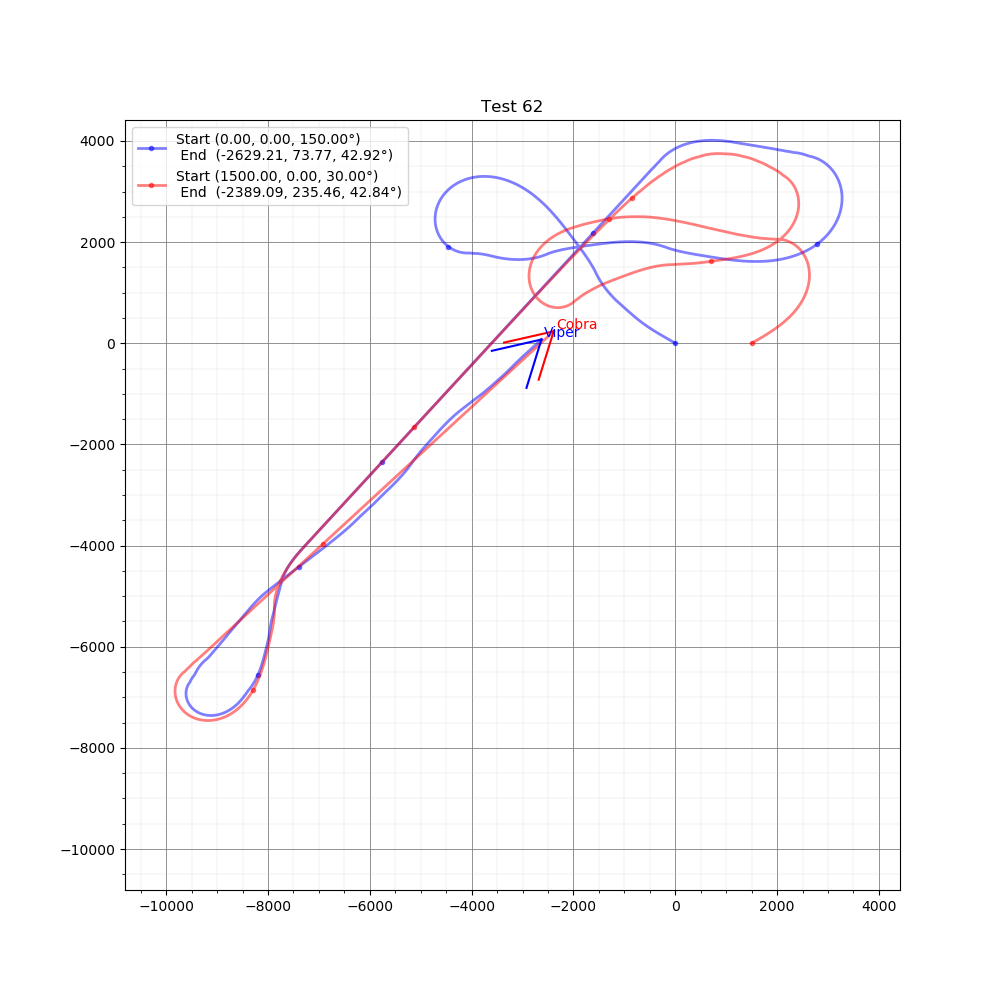 Test 62
Start (0.00, 0.00, 150.00°)
End (-2629.21, 73.77, 42.92°)
Start (1500.00, 0.00, 30.00°)
End (-2389.09, 235.46, 42.84°)
4000
2000
0
−2000
−4000
−6000
−8000
−10000
Cobra
Viper
−10000 −8000 −6000 −4000 −2000 0 2000 4000